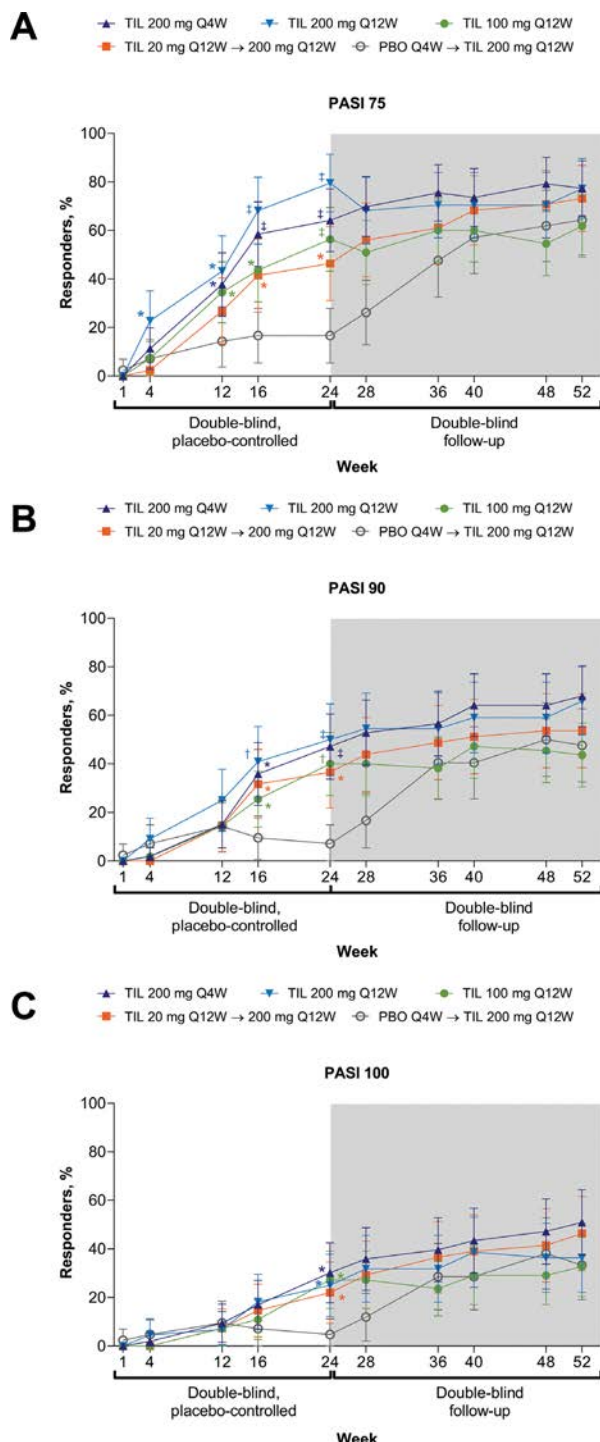 A
TIL 200 mg Q4W TIL 200 mg Q12W TIL 100 mg Q12W
TIL 20 mg Q12W → 200 mg Q12W PBO Q4W → TIL 200 mg Q12W
PASI 75
Responders, %
100
80
60
40
20
0
* * * * * * ‡ ‡ ‡ ‡ ‡ * *
1 4 12 16 24 28 36 40 48 52
Double-blind, Double-blind
placebo-controlled follow-up
Week
B
TIL 200 mg Q4W TIL 200 mg Q12W TIL 100 mg Q12W
TIL 20 mg Q12W → 200 mg Q12W PBO Q4W → TIL 200 mg Q12W
PASI 90
Responders, %
100
80
60
40
20
0
† * * * ‡ † ‡ *
1 4 12 16 24 28 36 40 48 52
Double-blind, Double-blind
placebo-controlled follow-up
Week
C
TIL 200 mg Q4W TIL 200 mg Q12W TIL 100 mg Q12W
TIL 20 mg Q12W → 200 mg Q12W PBO Q4W → TIL 200 mg Q12W
PASI 100
Responders, %
100
80
60
40
20
0
* * * *
1 4 12 16 24 28 36 40 48 52
Double-blind, Double-blind
placebo-controlled follow-up
Week